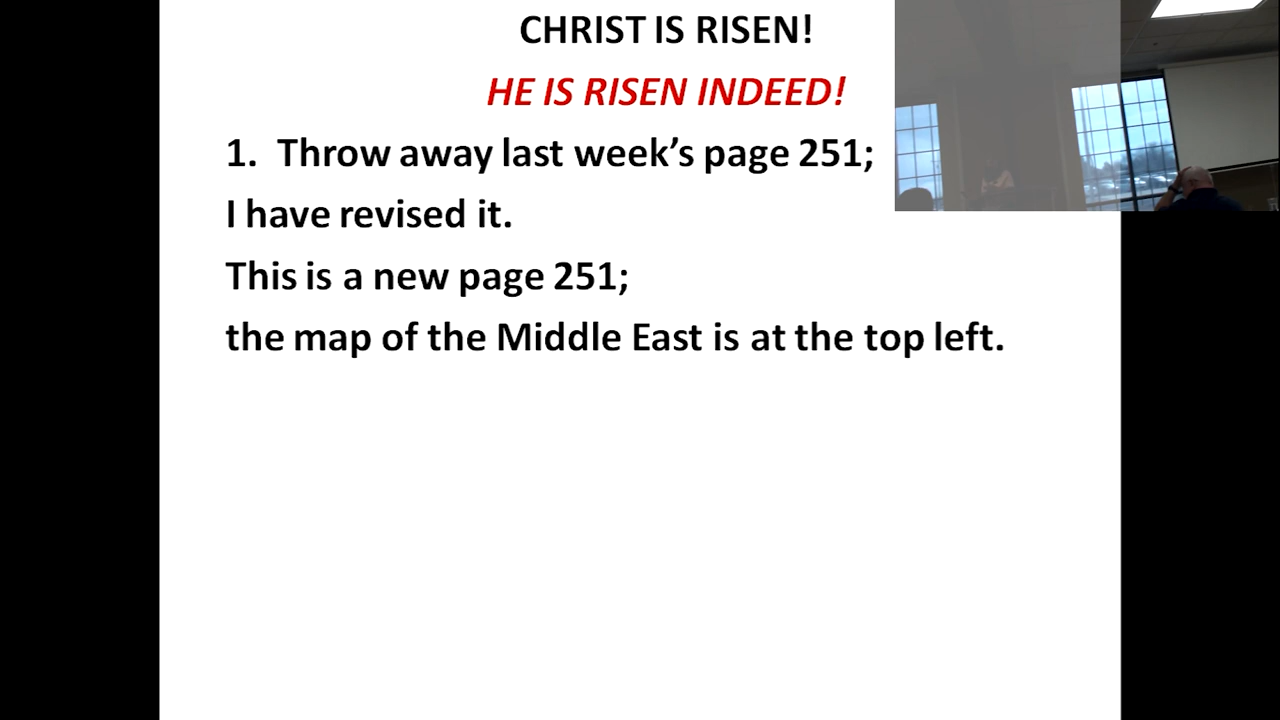 CHRIST IS RISEN!
HE IS RISEN INDEED!
1. Throw away last week’s page 251;
I have revised it.
This is a new page 251;
the map of the Middle East is at the top left.